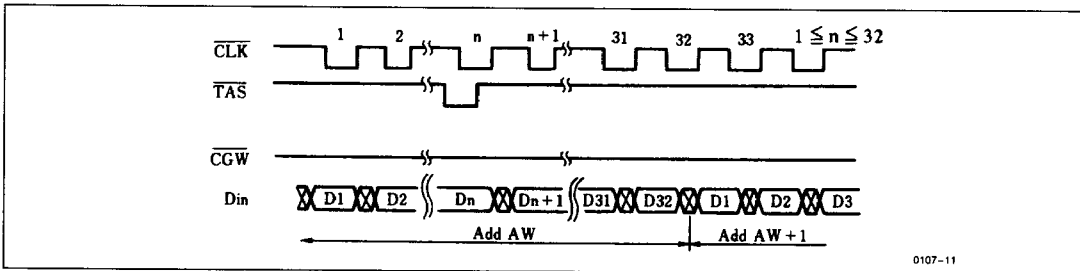 1 2 n n+1 31 32 33 1 ≦ n ≦ 32
CLK
TAS
CGW
Din D1 D2 Dn Dn+1 D31 D32 D1 D2 D3
Add AW Add AW+1
0107-11